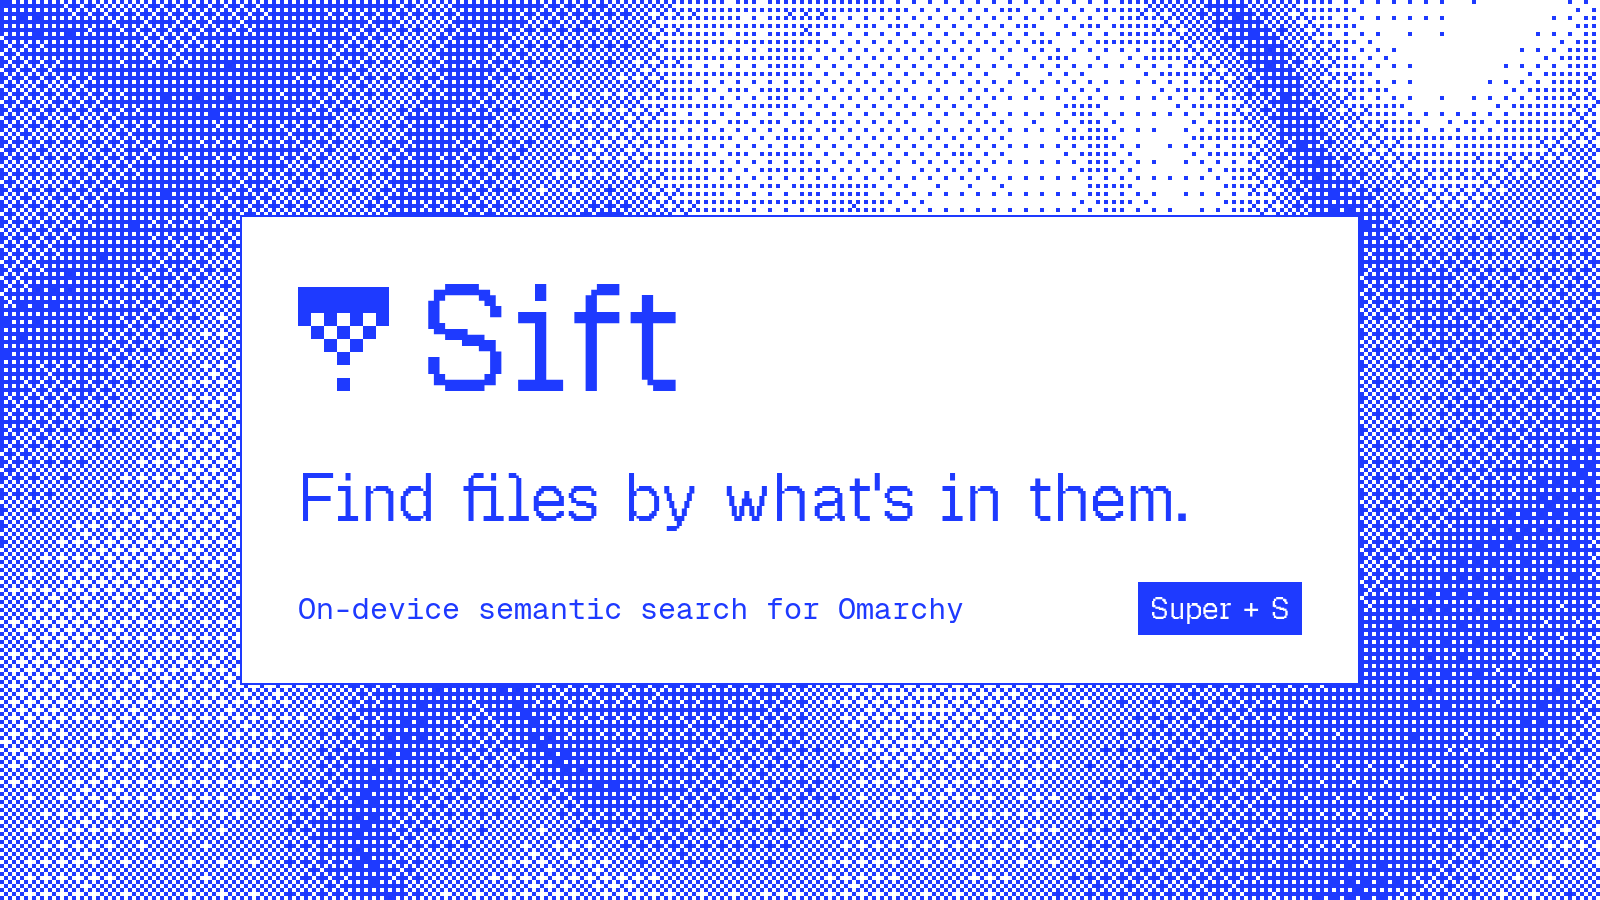 Sift
Find files by what's in them.
On-device semantic search for Omarchy
Super + S